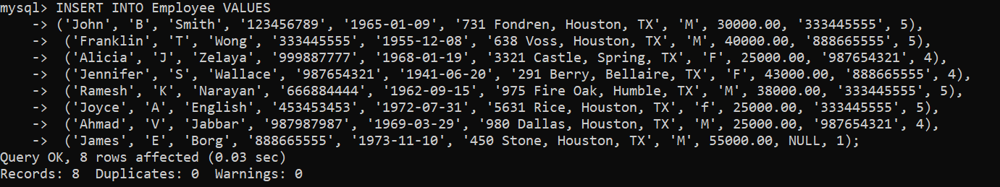 mysql> INSERT INTO Employee VALUES
    -> ('John', 'B', 'Smith', '123456789', '1965-01-09', '731 Fondren, Houston, TX', 'M', 30000.00, '333445555', 5),
    ->  ('Franklin', 'T', 'Wong', '333445555', '1955-12-08', '638 Voss, Houston, TX', 'M', 40000.00, '888665555', 5),
    ->  ('Alicia', 'J', 'Zelaya', '999887777', '1968-01-19', '3321 Castle, Spring, TX', 'F', 25000.00, '987654321', 4),
    ->  ('Jennifer', 'S', 'Wallace', '987654321', '1941-06-20', '291 Berry, Bellaire, TX', 'F', 43000.00, '888665555', 4),
    ->  ('Ramesh', 'K', 'Narayan', '666884444', '1962-09-15', '975 Fire Oak, Humble, TX', 'M', 38000.00, '333445555', 5),
    ->  ('Joyce', 'A', 'English', '453453453', '1972-07-31', '5631 Rice, Houston, TX', 'f', 25000.00, '333445555', 5),
    ->  ('Ahmad', 'V', 'Jabbar', '987987987', '1969-03-29', '980 Dallas, Houston, TX', 'M', 25000.00, '987654321', 4),
    ->  ('James', 'E', 'Borg', '888665555', '1973-11-10', '450 Stone, Houston, TX', 'M', 55000.00, NULL, 1);
Query OK, 8 rows affected (0.03 sec)
Records: 8  Duplicates: 0  Warnings: 0